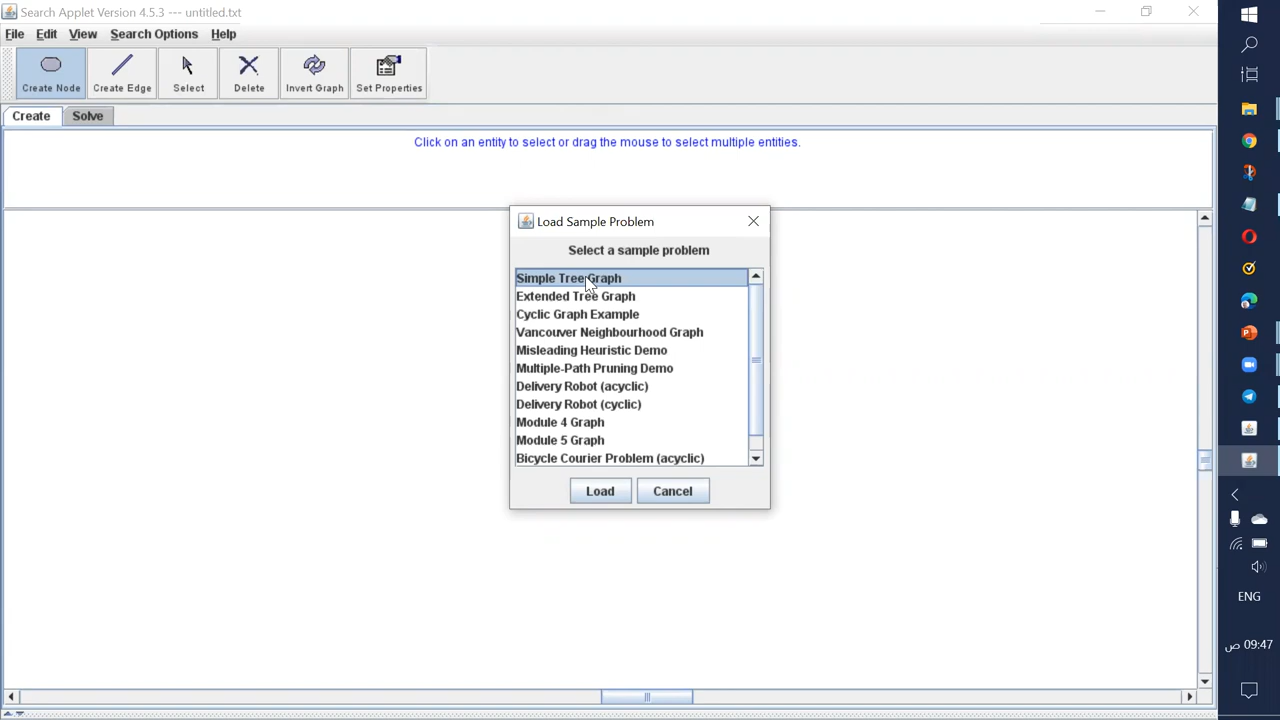 Search Applet Version 4.5.3 --- untitled.txt
File Edit View Search Options Help
Create Node Create Edge Select Delete Invert Graph Set Properties
Create Solve
Click on an entity to select or drag the mouse to select multiple entities.
Load Sample Problem
Select a sample problem
Simple Tree Graph
Extended Tree Graph
Cyclic Graph Example
Vancouver Neighbourhood Graph
Misleading Heuristic Demo
Multiple-Path Pruning Demo
Delivery Robot (acyclic)
Delivery Robot (cyclic)
Module 4 Graph
Module 5 Graph
Bicycle Courier Problem (acyclic)
Load Cancel
ENG
09:47 ص